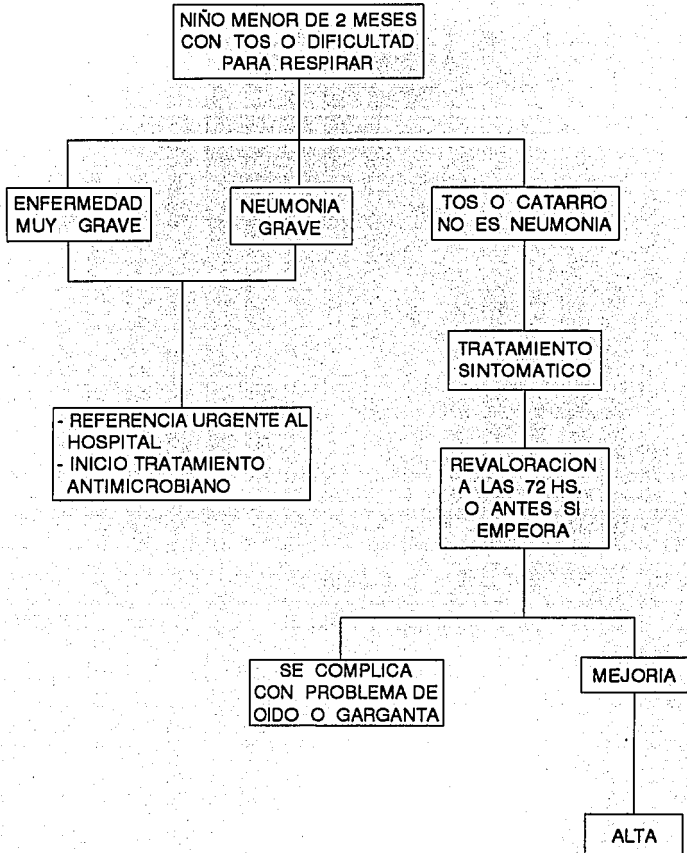 NIÑO MENOR DE 2 MESES
CON TOS O DIFICULTAD
PARA RESPIRAR
ENFERMEDAD
MUY GRAVE
NEUMONIA
GRAVE
TOS O CATARRO
NO ES NEUMONIA
TRATAMIENTO
SINTOMATICO
- REFERENCIA URGENTE AL
HOSPITAL
- INICIO TRATAMIENTO
ANTIMICROBIANO
REVALORACION
A LAS 72 HS.
O ANTES SI
EMPEORA
SE COMPLICA
CON PROBLEMA DE
OIDO O GARGANTA
MEJORIA
ALTA